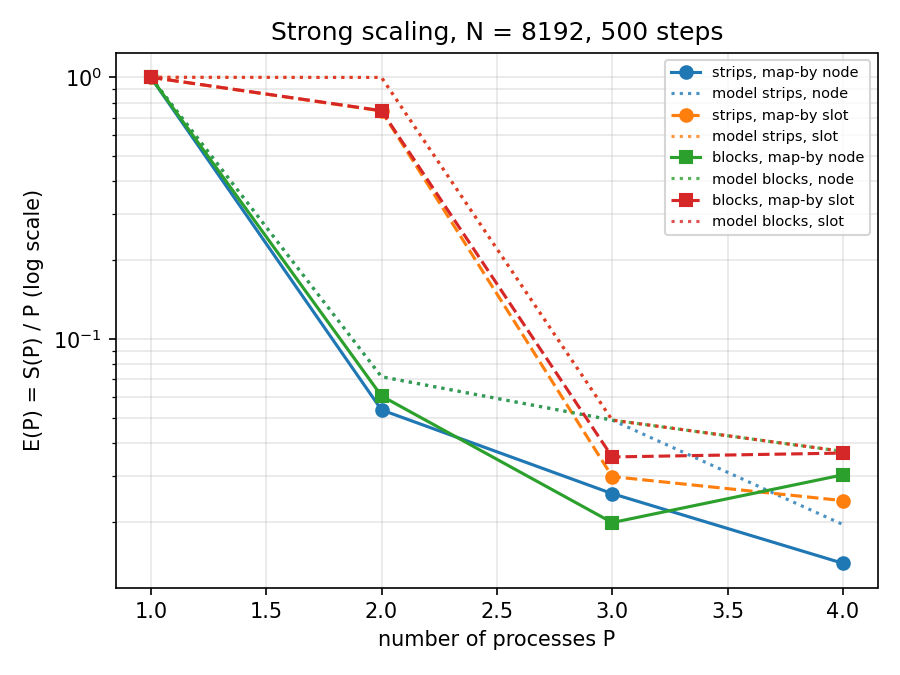 Strong scaling, N = 8192, 500 steps
strips, map-by node
model strips, node
strips, map-by slot
model strips, slot
blocks, map-by node
model blocks, node
blocks, map-by slot
model blocks, slot
E(P) = S(P) / P (log scale)
10⁰
10⁻¹
1.0 1.5 2.0 2.5 3.0 3.5 4.0
number of processes P